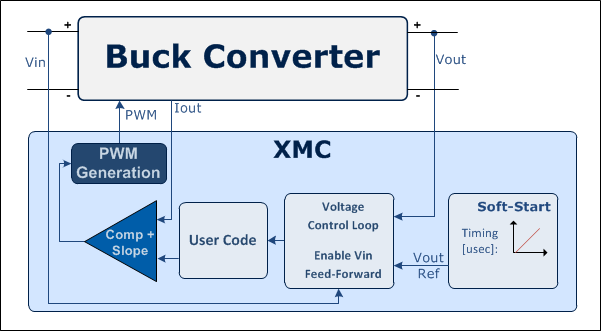 +
+
Buck Converter
Vin
Vout
-
-
PWM
Iout
XMC
PWM
Generation
Voltage
Control Loop
Enable Vin
Feed-Forward
Soft-Start
Timing
[usec]:
Comp +
Slope
User Code
Vout
Ref